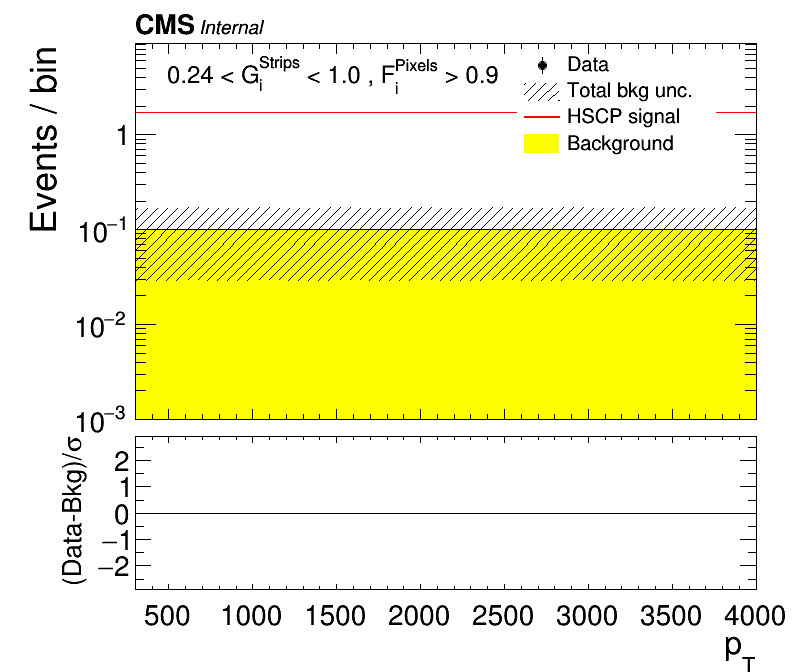 CMS Internal
0.24 < G_i^Strips < 1.0 , F_i^Pixels > 0.9
Data
Total bkg unc.
HSCP signal
Background
Events / bin
1
10^−1
10^−2
10^−3
(Data-Bkg)/σ
2
1
0
−1
−2
500 1000 1500 2000 2500 3000 3500 4000
p_T